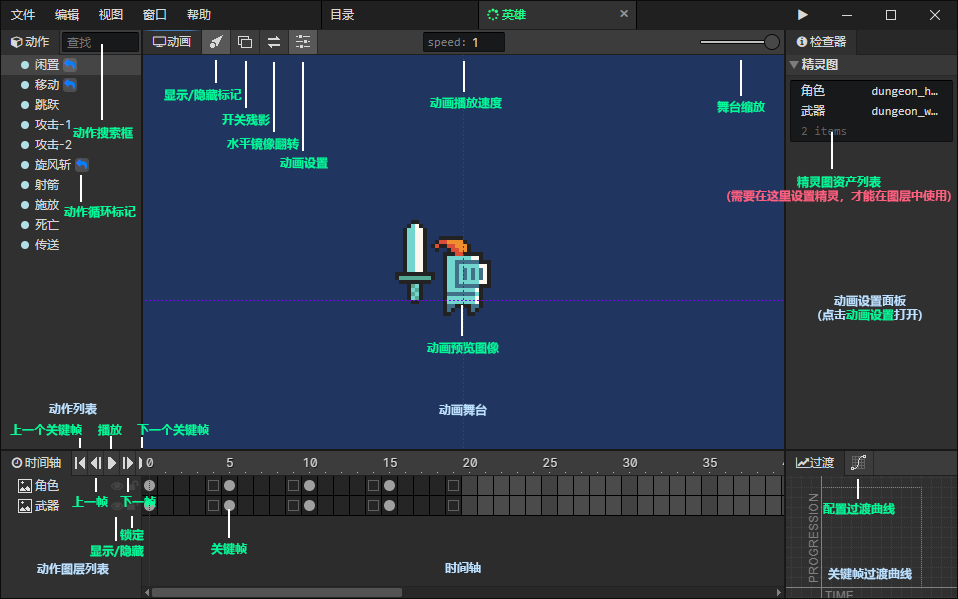 文件 编辑 视图 窗口 帮助 目录 英雄
动作 查找 动画 speed: 1 检查器
闲置
移动
跳跃
攻击-1
攻击-2
旋风斩
射箭
施放
死亡
传送
动作搜索框
动作循环标记
动作列表
显示/隐藏标记
开关残影
水平镜像翻转
动画设置
动画播放速度
舞台缩放
动画预览图像
动画舞台
精灵图
角色 dungeon_h…
武器 dungeon_w…
2 items
精灵图资产列表
(需要在这里设置精灵，才能在图层中使用)
动画设置面板
(点击动画设置打开)
上一个关键帧 播放 下一个关键帧
时间轴 0 5 10 15 20 25 30 35
角色
武器
上一帧 下一帧
锁定
显示/隐藏
动作图层列表
关键帧
时间轴
过渡
配置过渡曲线
PROGRESSION
关键帧过渡曲线
TIME